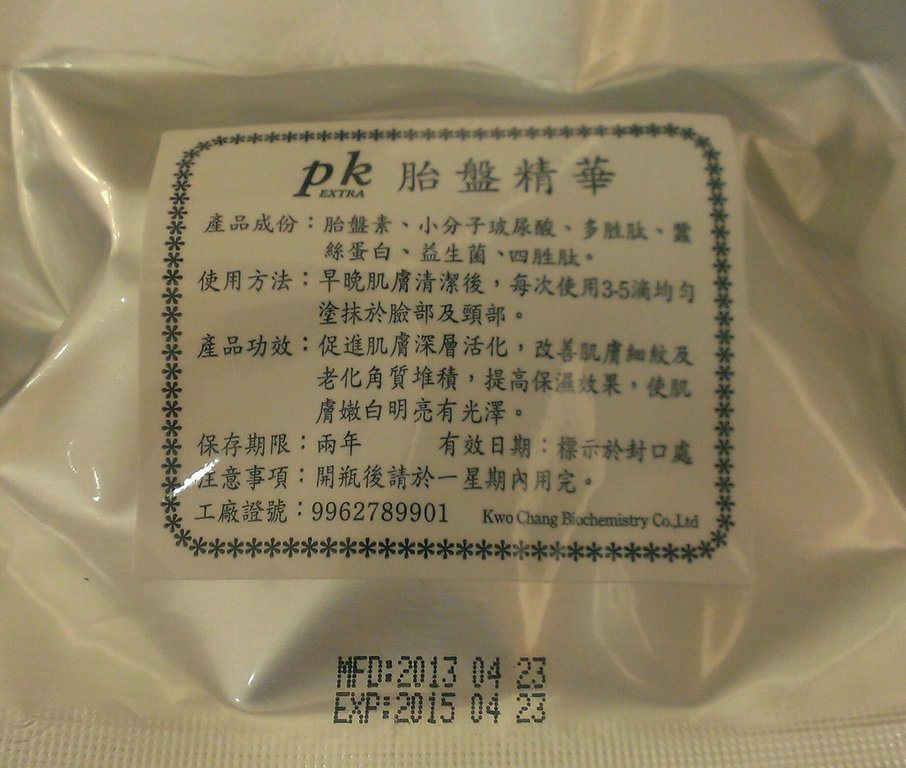 pk 胎盤精華
EXTRA
產品成份：胎盤素、小分子玻尿酸、多胜肽、蠶
絲蛋白、益生菌、四胜肽。
使用方法：早晚肌膚清潔後，每次使用3-5滴均勻
塗抹於臉部及頸部。
產品功效：促進肌膚深層活化，改善肌膚細紋及
老化角質堆積，提高保濕效果，使肌
膚嫩白明亮有光澤。
保存期限：兩年 有效日期：標示於封口處
注意事項：開瓶後請於一星期內用完。
工廠證號：9962789901 Kwo Chang Biochemistry Co.,Ltd
MFD:2013 04 23
EXP:2015 04 23